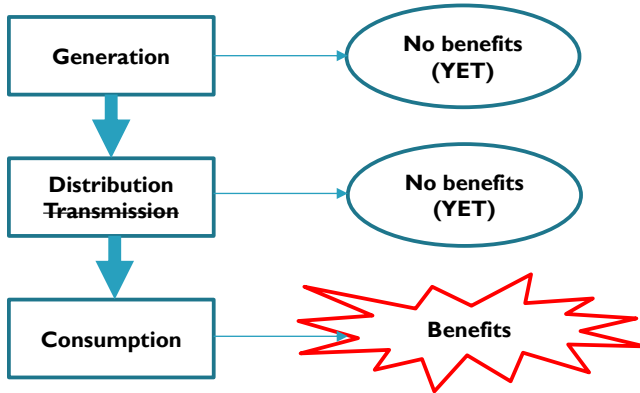 Generation
No benefits
(YET)
Distribution
Transmission
No benefits
(YET)
Consumption
Benefits